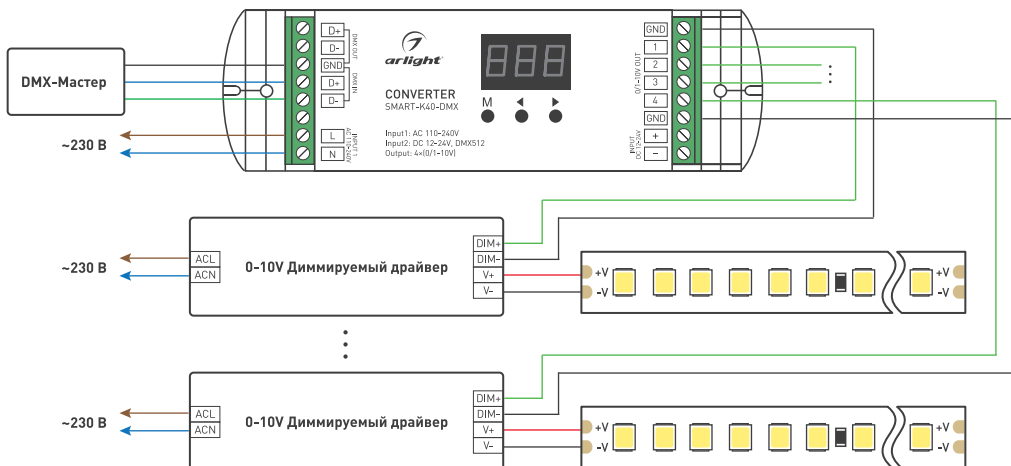 DMX-Мастер
~230 В
D+
D-
GND
D+
D-
DMX OUT
DMX IN
L
N
AC 110-240V
INPUT 1
arlight®
CONVERTER
SMART-K40-DMX
Input1: AC 110-240V
Input2: DC 12-24V, DMX512
Output: 4×(0/1-10V)
M
GND
1
2
3
4
GND
+
–
0/1-10V OUT
INPUT
DC 12-24V
~230 В
ACL
ACN
0-10V Диммируемый драйвер
DIM+
DIM-
V+
V-
+V
-V
+V
-V
~230 В
ACL
ACN
0-10V Диммируемый драйвер
DIM+
DIM-
V+
V-
+V
-V
+V
-V